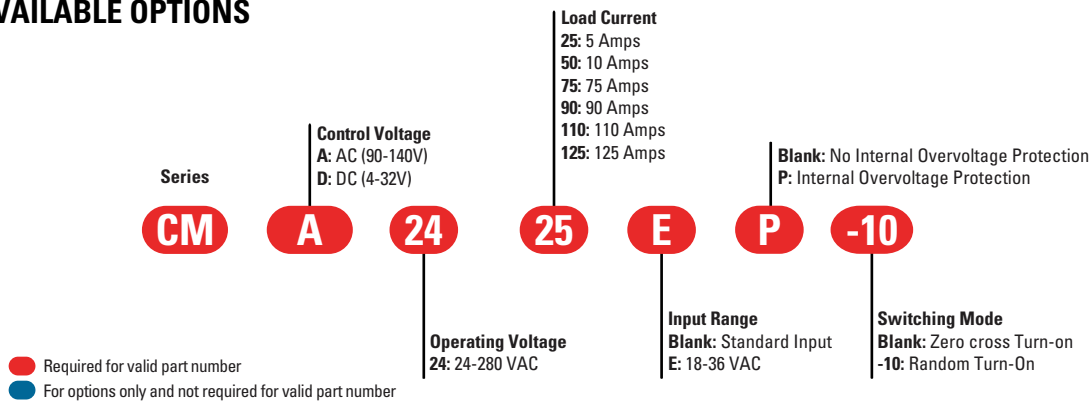 VAILABLE OPTIONS
Load Current
25: 5 Amps
50: 10 Amps
75: 75 Amps
90: 90 Amps
110: 110 Amps
125: 125 Amps
Control Voltage
A: AC (90-140V)
D: DC (4-32V)
Blank: No Internal Overvoltage Protection
P: Internal Overvoltage Protection
Series
CM A 24 25 E P -10
Operating Voltage
24: 24-280 VAC
Input Range
Blank: Standard Input
E: 18-36 VAC
Switching Mode
Blank: Zero cross Turn-on
-10: Random Turn-On
Required for valid part number
For options only and not required for valid part number